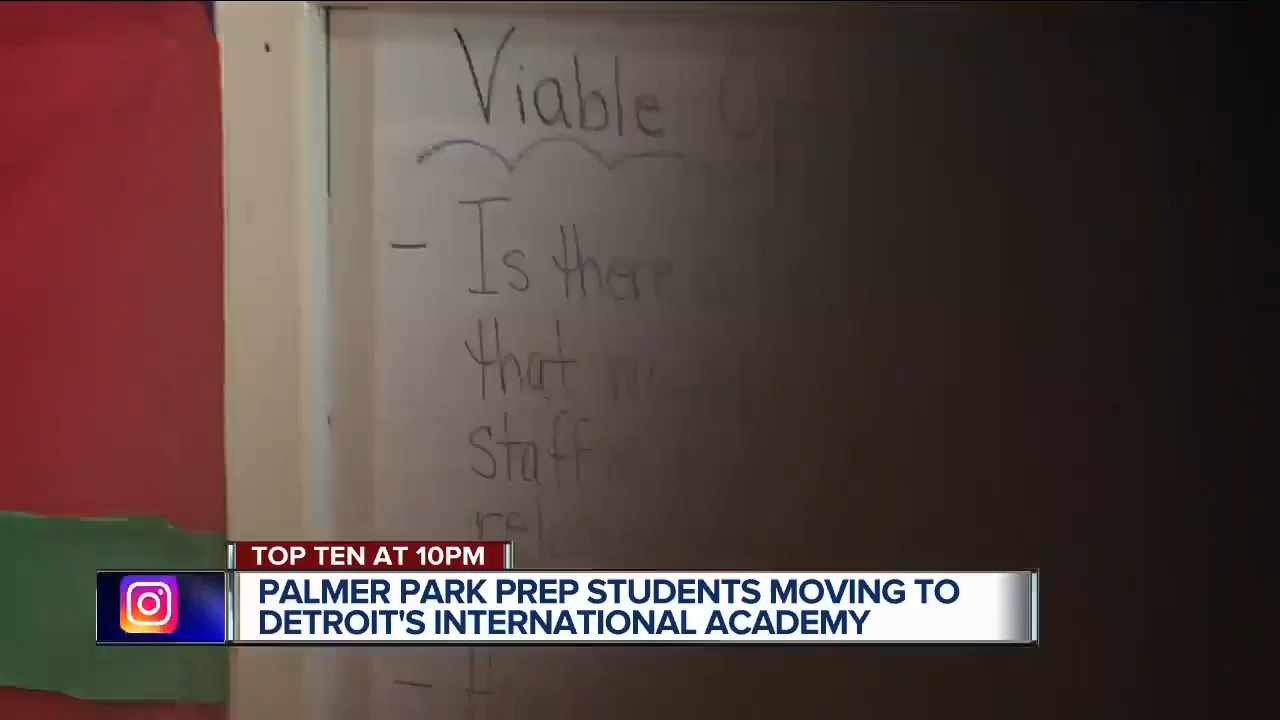 Viable
- Is there
that
staff
TOP TEN AT 10PM
PALMER PARK PREP STUDENTS MOVING TO
DETROIT'S INTERNATIONAL ACADEMY
-